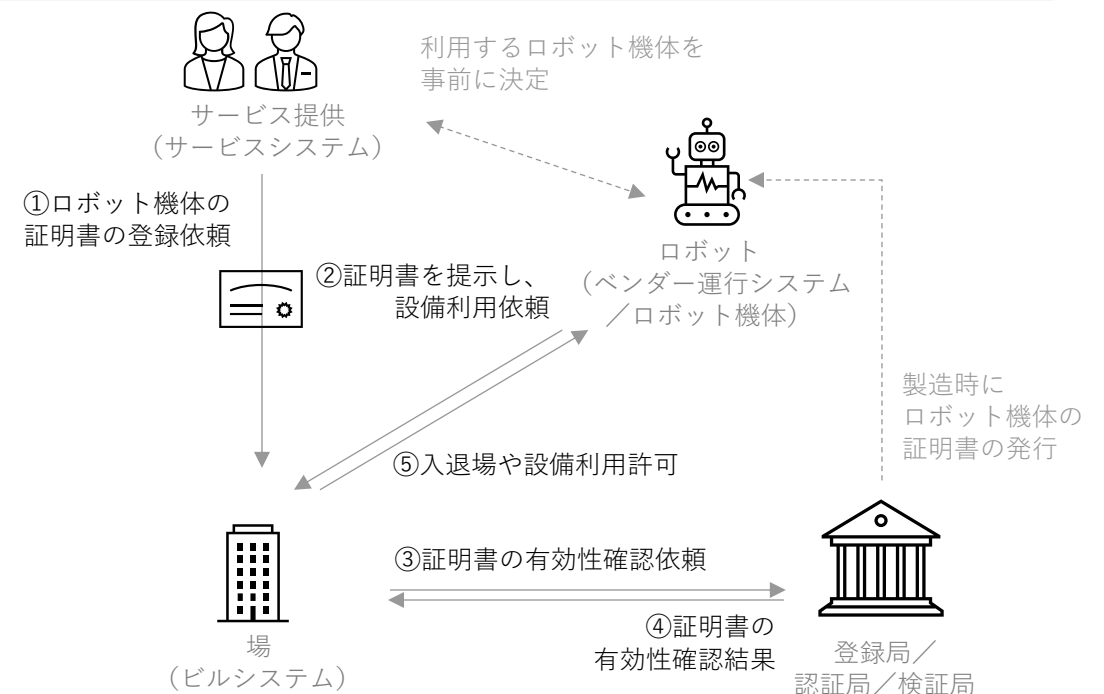 利用するロボット機体を
事前に決定
サービス提供
（サービスシステム）
①ロボット機体の
証明書の登録依頼
②証明書を提示し、
設備利用依頼
ロボット
（ベンダー運行システム
／ロボット機体）
製造時に
ロボット機体の
証明書の発行
⑤入退場や設備利用許可
③証明書の有効性確認依頼
④証明書の
有効性確認結果
場
（ビルシステム）
登録局／
認証局／検証局